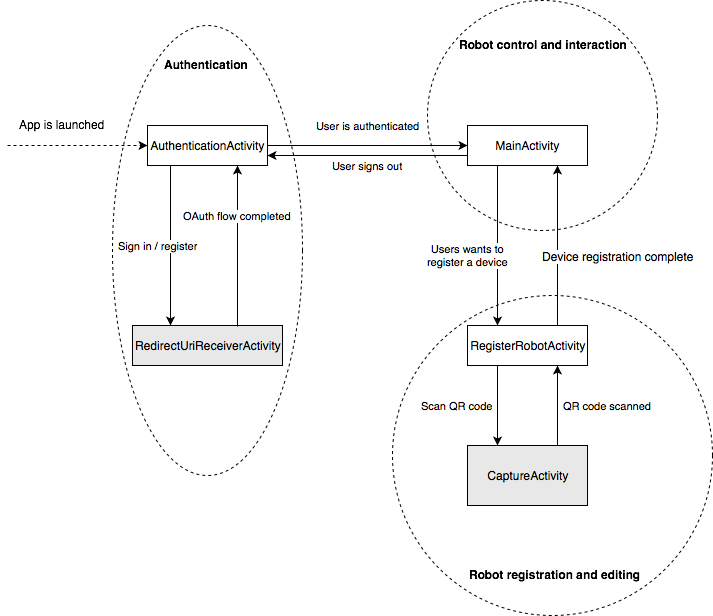 Robot control and interaction
Authentication
App is launched
User is authenticated
AuthenticationActivity
MainActivity
User signs out
OAuth flow completed
Sign in / register
Users wants to
register a device
Device registration complete
RedirectUriReceiverActivity
RegisterRobotActivity
Scan QR code
QR code scanned
CaptureActivity
Robot registration and editing